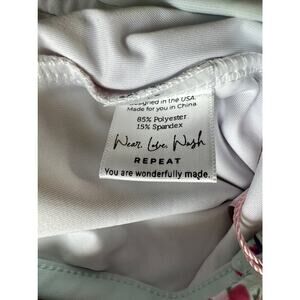 Designed in the USA.
Made for you in China.
85% Polyester
15% Spandex
Wear, Love, Wash
REPEAT
You are wonderfully made.